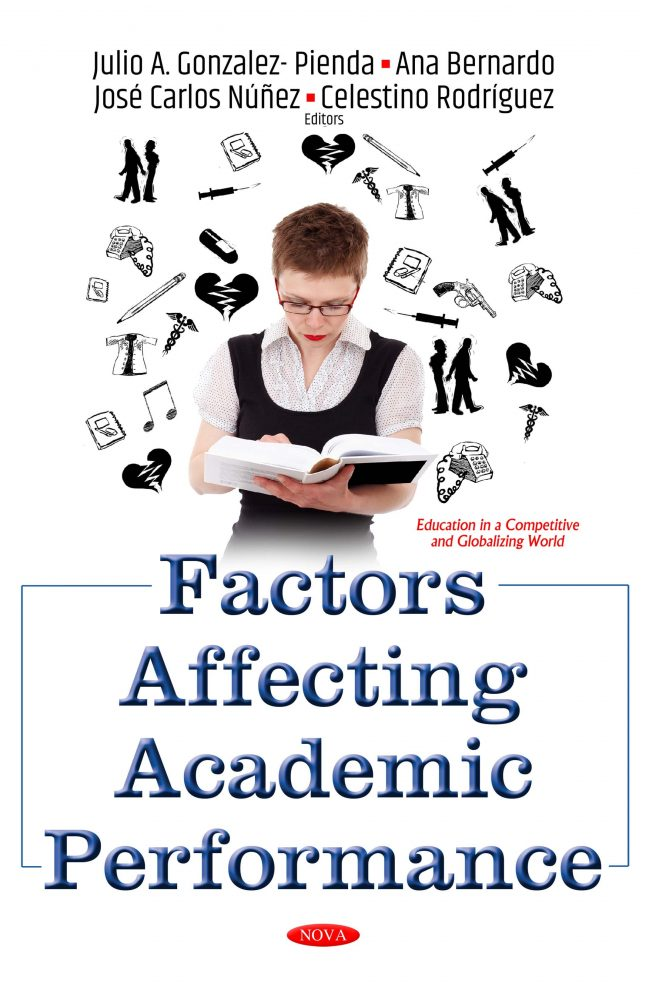 Julio A. Gonzalez- Pienda ▪ Ana Bernardo
José Carlos Núñez ▪ Celestino Rodríguez
Editors
Education in a Competitive
and Globalizing World
Factors
Affecting
Academic
Performance
NOVA